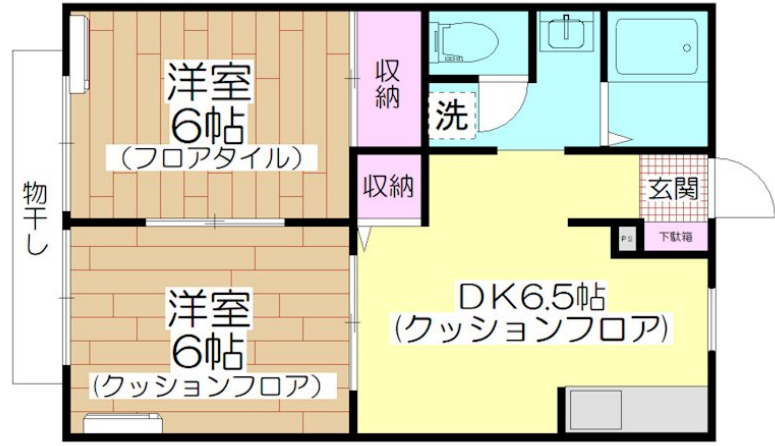 洋室
6帖
(フロアタイル)
収納
洗
収納
玄関
下駄箱
PS
物干し
洋室
6帖
(クッションフロア)
DK6.5帖
(クッションフロア)